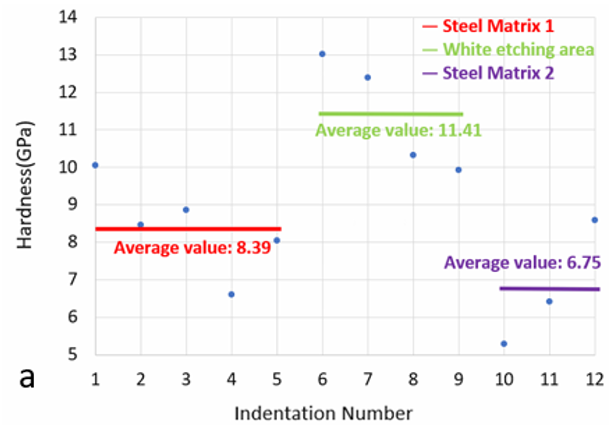 14
13
12
11
10
9
8
7
6
5
Hardness(GPa)
Steel Matrix 1
White etching area
Steel Matrix 2
Average value: 11.41
Average value: 8.39
Average value: 6.75
a
1 2 3 4 5 6 7 8 9 10 11 12
Indentation Number